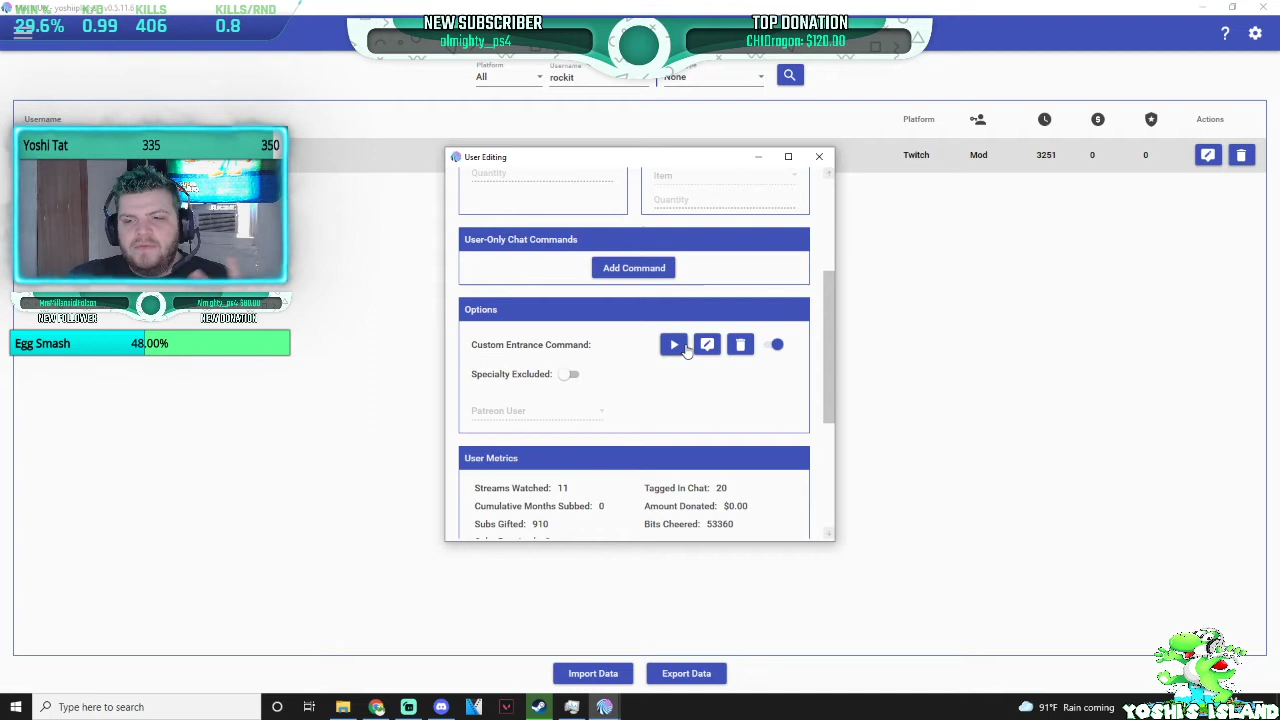 WIN % K/G KILLS KILLS/RND
29.6% 0.99 406 0.8
NEW SUBSCRIBER
almighty_ps4
TOP DONATION
CHIDragon: $120.00
Platform Username
All rockit None
Username Platform Actions
Twitch Mod 3251 0 0
Yoshi Tat 335 350
NEW FOLLOWER NEW DONATION
Egg Smash 48.00%
User Editing
Quantity
Item
Quantity
User-Only Chat Commands
Add Command
Options
Custom Entrance Command:
Specialty Excluded:
Patreon User
User Metrics
Streams Watched: 11 Tagged In Chat: 20
Cumulative Months Subbed: 0 Amount Donated: $0.00
Subs Gifted: 910 Bits Cheered: 53360
Import Data Export Data
Type here to search
91°F Rain coming
YOSHI'S ISLAND